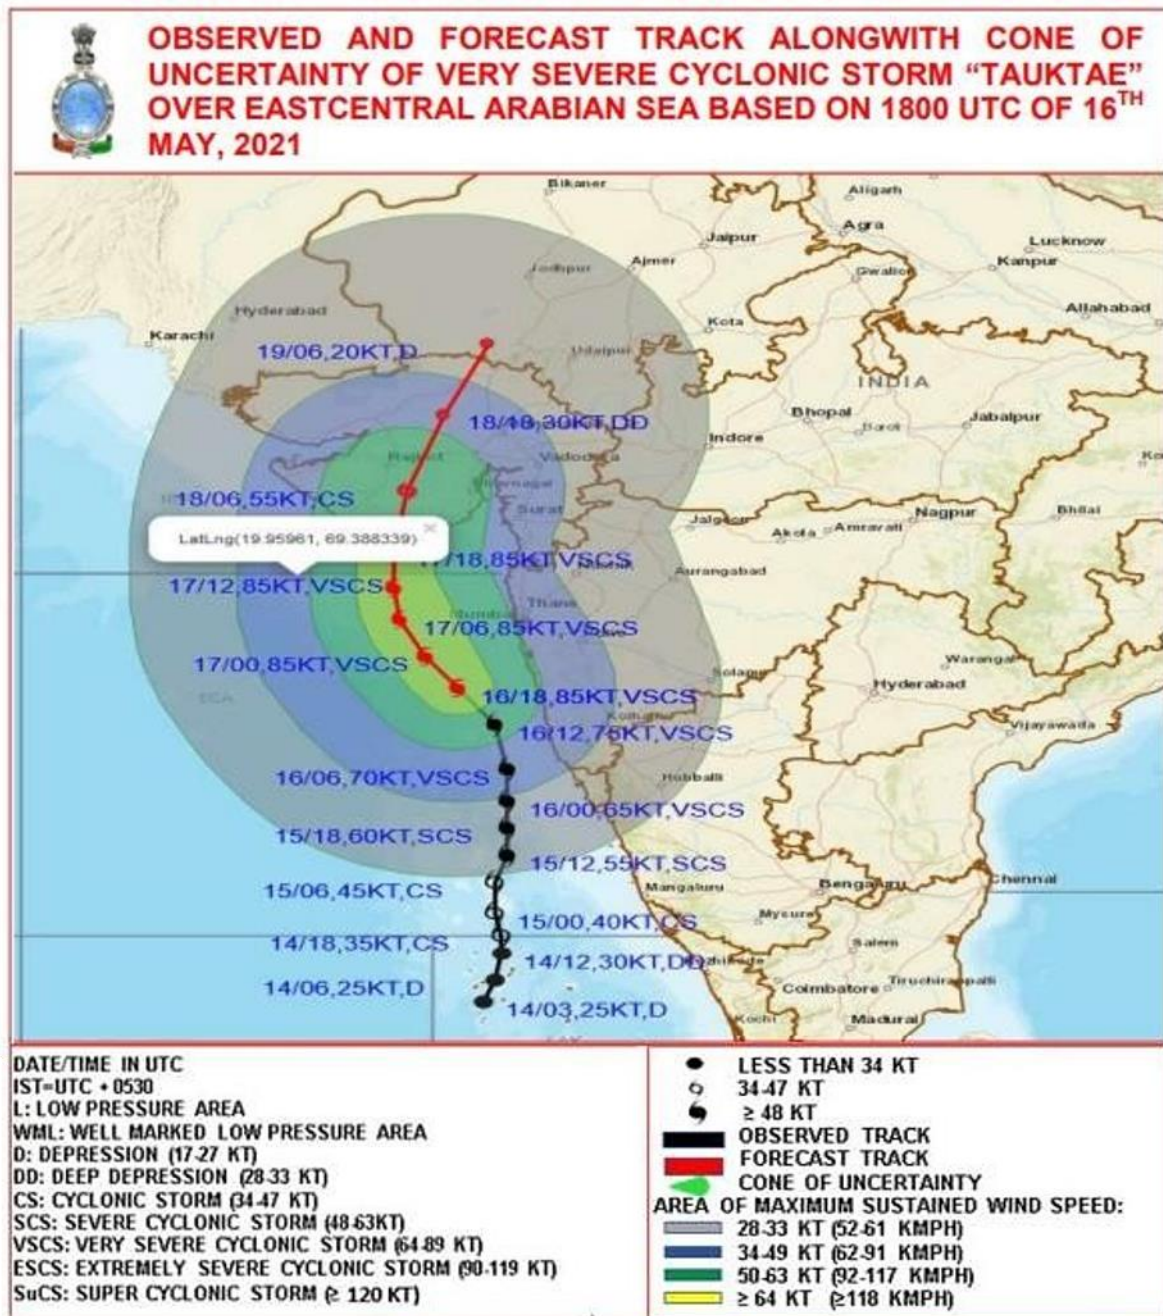 OBSERVED AND FORECAST TRACK ALONGWITH CONE OF
UNCERTAINTY OF VERY SEVERE CYCLONIC STORM “TAUKTAE”
OVER EASTCENTRAL ARABIAN SEA BASED ON 1800 UTC OF 16TH
MAY, 2021
Bikaner
Aligarh
Agra
Jaipur
Lucknow
Ajmer
Kanpur
Jodhpur
Gwalior
Hyderabad
Allahabad
Karachi
Kota
19/06,20KT,D
Udaipur
INDIA
18/18,30KT,DD
Bhopal
Jabalpur
Indore
Rajkot
Vadodara
Ko
18/06,55KT,CS
Surat
Nagpur
Bhilai
Jalgaon
Akola
Amravati
LatLng(19.95961, 69.388339)
17/18,85KT,VSCS
Aurangabad
17/12,85KT,VSCS
Thane
Mumbai
17/06,85KT,VSCS
17/00,85KT,VSCS
Warangal
Solapur
Hyderabad
16/18,85KT,VSCS
Vijayawada
16/12,75KT,VSCS
16/06,70KT,VSCS
Hobballi
16/00,65KT,VSCS
15/18,60KT,SCS
15/12,55KT,SCS
Mangaluru
Bengaluru
Chennai
15/06,45KT,CS
15/00,40KT,CS
Mysuru
14/18,35KT,CS
Salem
14/12,30KT,DD
14/06,25KT,D
Coimbatore
Tiruchirappalli
14/03,25KT,D
Kochi
Madurai
DATE/TIME IN UTC
IST=UTC + 0530
L: LOW PRESSURE AREA
WML: WELL MARKED LOW PRESSURE AREA
D: DEPRESSION (17-27 KT)
DD: DEEP DEPRESSION (28-33 KT)
CS: CYCLONIC STORM (34-47 KT)
SCS: SEVERE CYCLONIC STORM (48-63KT)
VSCS: VERY SEVERE CYCLONIC STORM (64-89 KT)
ESCS: EXTREMELY SEVERE CYCLONIC STORM (90-119 KT)
SuCS: SUPER CYCLONIC STORM (≥ 120 KT)
LESS THAN 34 KT
34-47 KT
≥ 48 KT
OBSERVED TRACK
FORECAST TRACK
CONE OF UNCERTAINTY
AREA OF MAXIMUM SUSTAINED WIND SPEED:
28-33 KT (52-61 KMPH)
34-49 KT (62-91 KMPH)
50-63 KT (92-117 KMPH)
≥ 64 KT (≥118 KMPH)